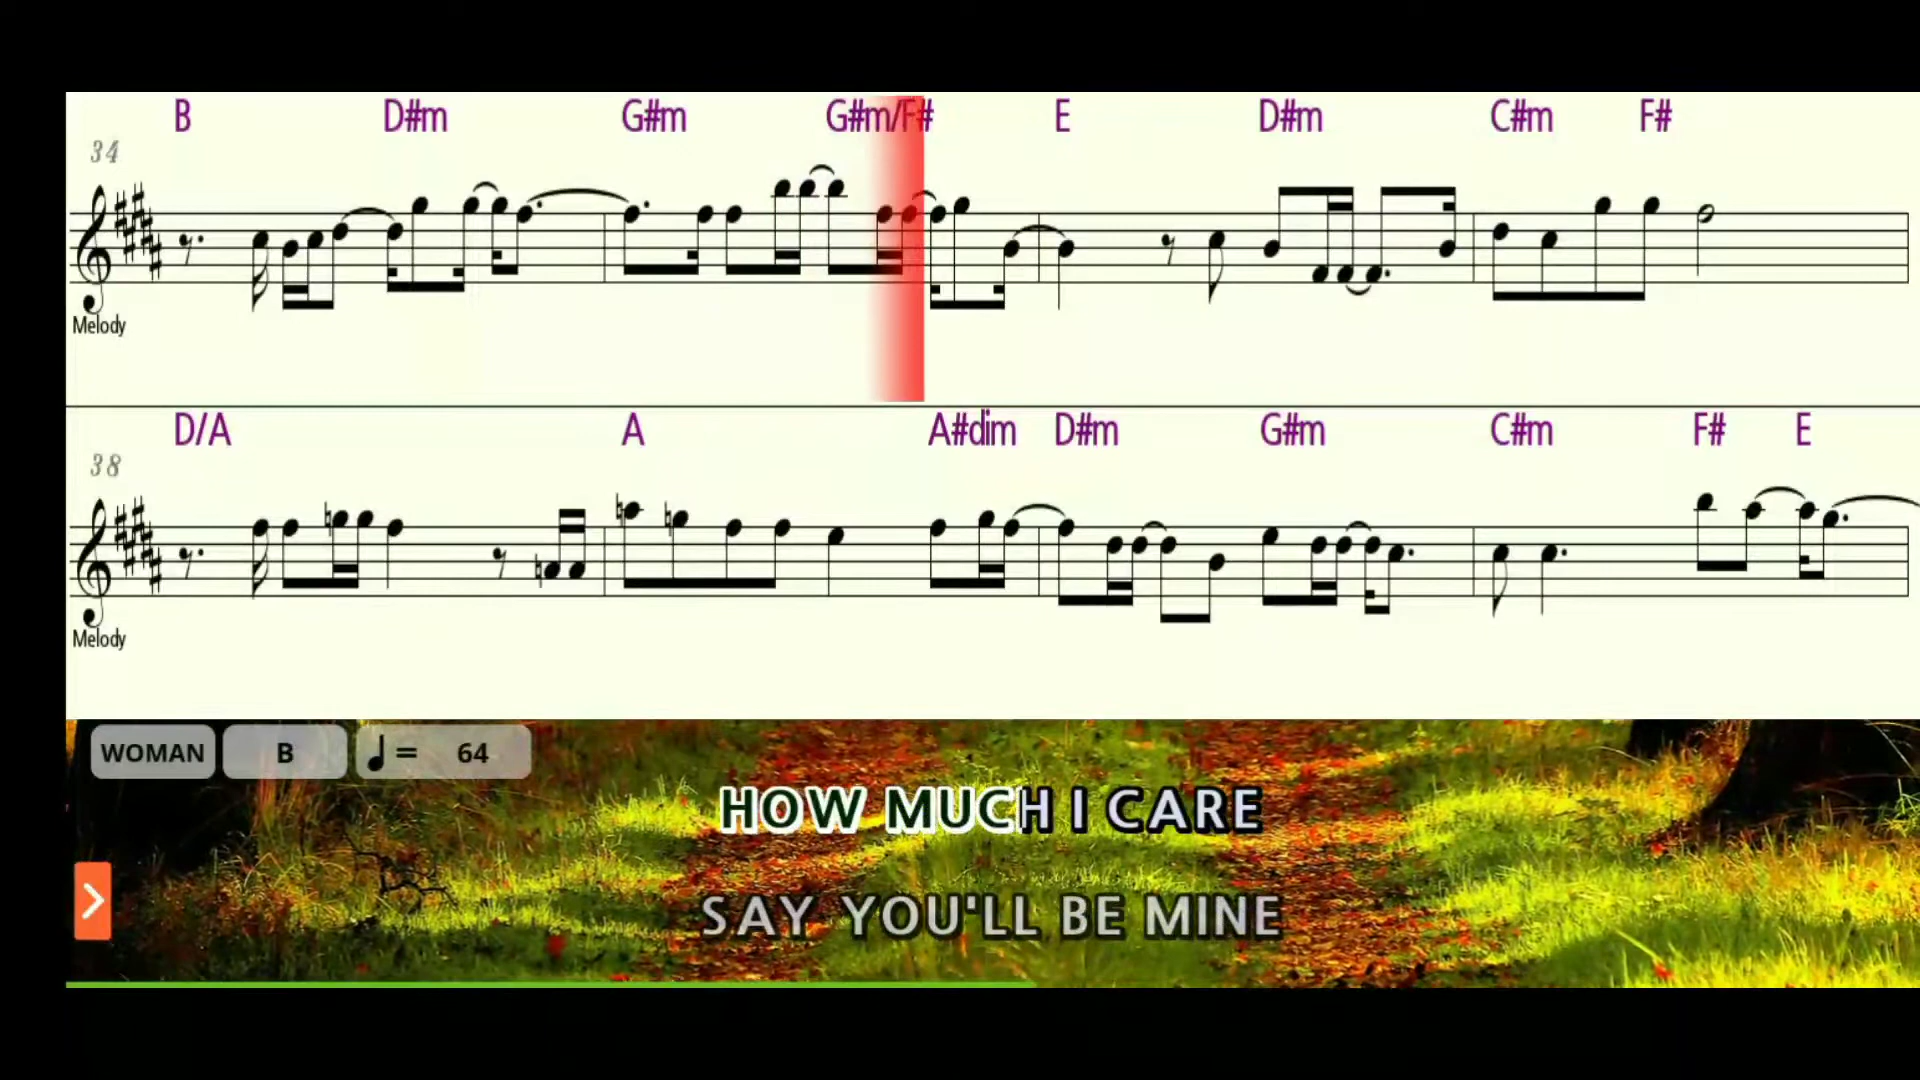 B D#m G#m G#m/F# E D#m C#m F#
34
Melody
D/A A A#dim D#m G#m C#m F# E
38
Melody
WOMAN B = 64
HOW MUCH I CARE
SAY YOU'LL BE MINE